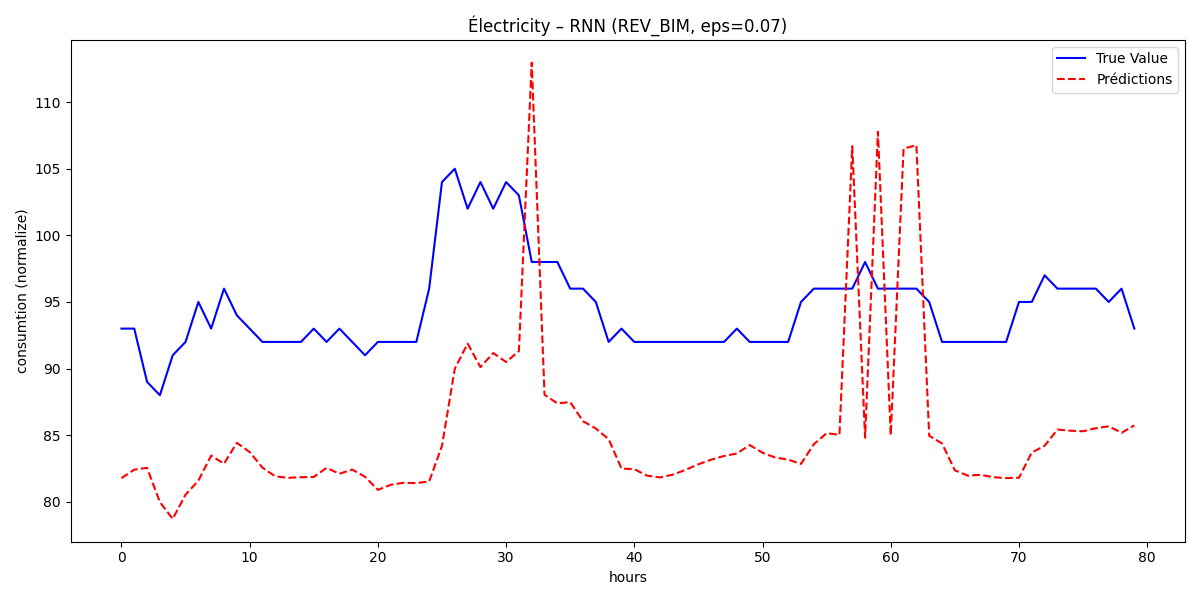 Électricity – RNN (REV_BIM, eps=0.07)
True Value
Prédictions
consumtion (normalize)
110
105
100
95
90
85
80
0 10 20 30 40 50 60 70 80
hours